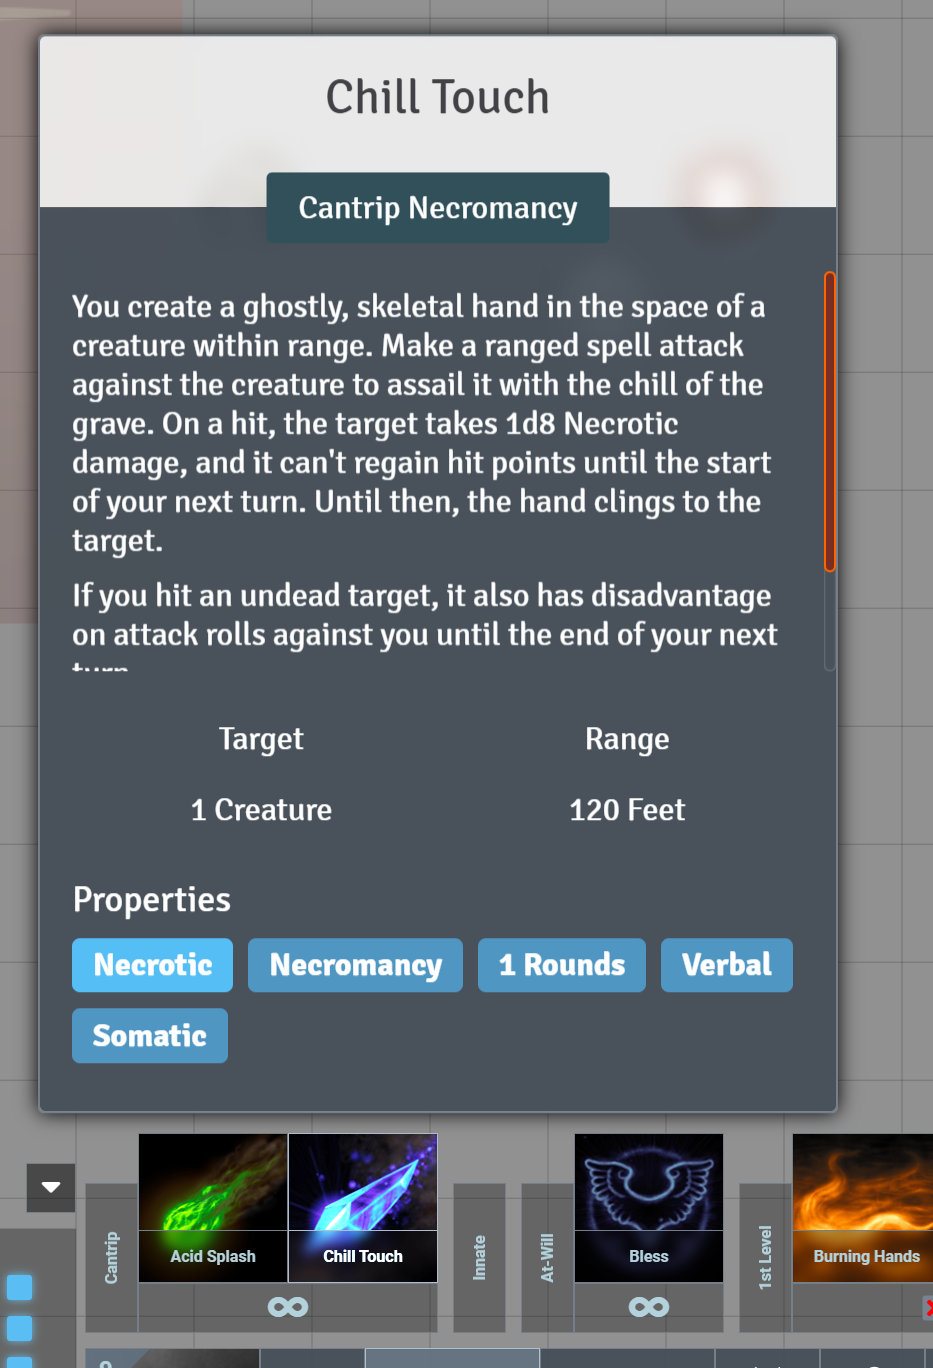 Chill Touch
Cantrip Necromancy
You create a ghostly, skeletal hand in the space of a
creature within range. Make a ranged spell attack
against the creature to assail it with the chill of the
grave. On a hit, the target takes 1d8 Necrotic
damage, and it can't regain hit points until the start
of your next turn. Until then, the hand clings to the
target.
If you hit an undead target, it also has disadvantage
on attack rolls against you until the end of your next
Target
Range
1 Creature
120 Feet
Properties
Necrotic
Necromancy
1 Rounds
Verbal
Somatic
Cantrip
Acid Splash
Chill Touch
∞
Innate
At-Will
Bless
∞
1st Level
Burning Hands